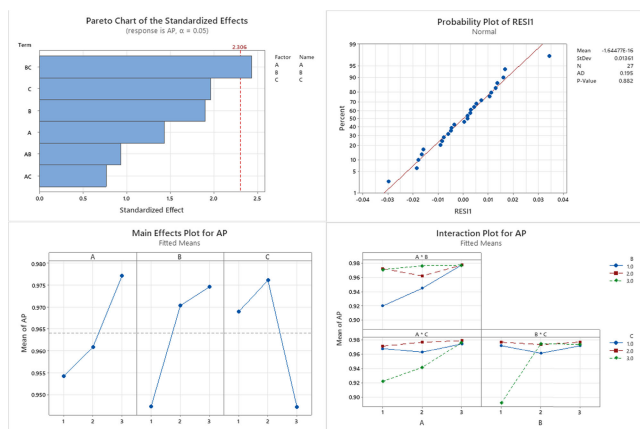 Pareto Chart of the Standardized Effects
(response is AP, α = 0.05)
Term
2.306
Factor Name
A A
B B
C C
BC
C
B
A
AB
AC
0.0 0.5 1.0 1.5 2.0 2.5
Standardized Effect
Probability Plot of RESI1
Normal
Mean -1.64477E-16
StDev 0.01361
N 27
AD 0.195
P-Value 0.882
99
95
90
80
70
60
50
40
30
20
10
5
1
Percent
-0.04 -0.03 -0.02 -0.01 0.00 0.01 0.02 0.03 0.04
RESI1
Main Effects Plot for AP
Fitted Means
A B C
0.980
0.975
0.970
0.965
0.960
0.955
0.950
Mean of AP
1 2 3 1 2 3 1 2 3
Interaction Plot for AP
Fitted Means
A * B
B
1.0
2.0
3.0
0.98
0.96
0.94
0.92
0.90
A * C B * C
C
1.0
2.0
3.0
0.98
0.96
0.94
0.92
0.90
Mean of AP
1 2 3 1 2 3
A B